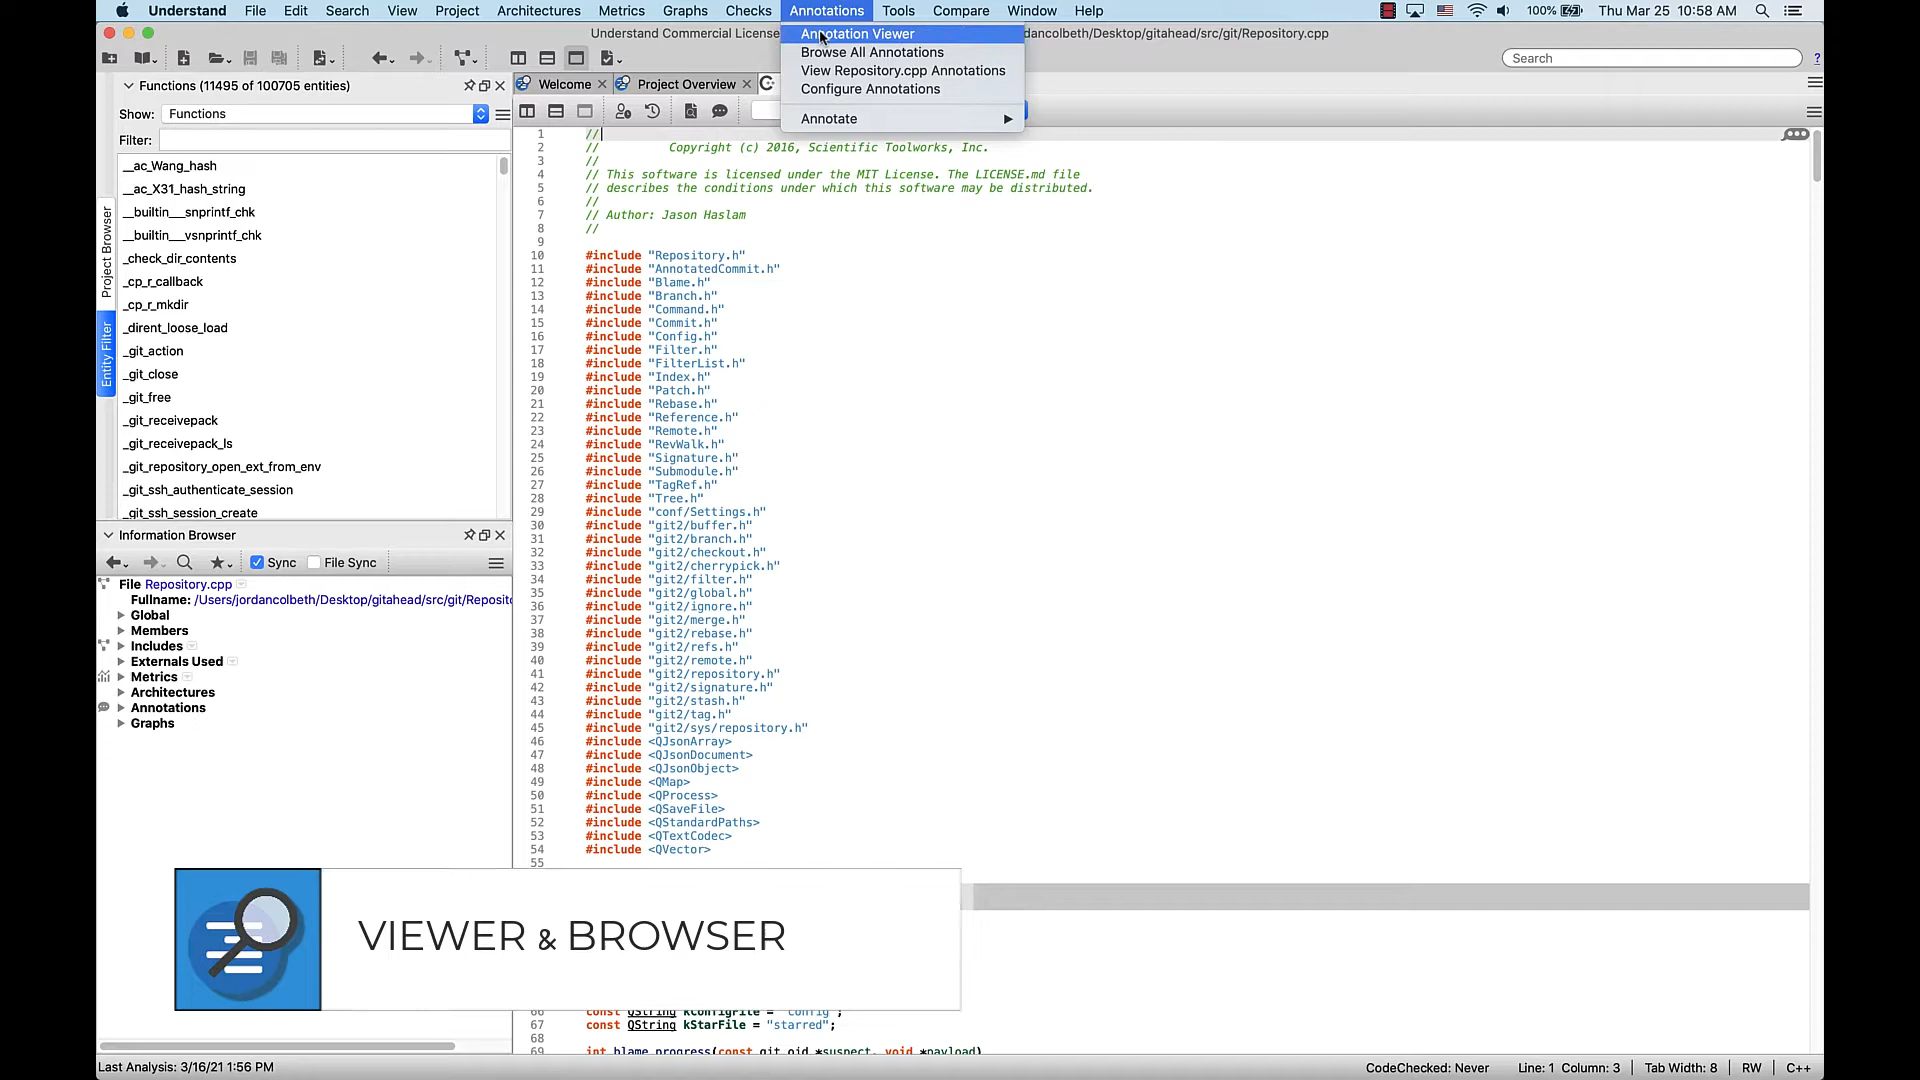 Understand File Edit Search View Project Architectures Metrics Graphs Checks Annotations Tools Compare Window Help 100% Thu Mar 25 10:58 AM
Understand Commercial License
dancolbeth/Desktop/gitahead/src/git/Repository.cpp
Annotation Viewer
Browse All Annotations
View Repository.cpp Annotations
Configure Annotations
Annotate
Search
?
Functions (11495 of 100705 entities)
Show: Functions
Filter:
__ac_Wang_hash
__ac_X31_hash_string
__builtin___snprintf_chk
__builtin___vsnprintf_chk
_check_dir_contents
_cp_r_callback
_cp_r_mkdir
_dirent_loose_load
_git_action
_git_close
_git_free
_git_receivepack
_git_receivepack_ls
_git_repository_open_ext_from_env
_git_ssh_authenticate_session
_git_ssh_session_create
Project Browser
Entity Filter
Information Browser
Sync File Sync
File Repository.cpp
Fullname: /Users/jordancolbeth/Desktop/gitahead/src/git/Reposito
Global
Members
Includes
Externals Used
Metrics
Architectures
Annotations
Graphs
Welcome Project Overview
1 //
2 // Copyright (c) 2016, Scientific Toolworks, Inc.
3 //
4 // This software is licensed under the MIT License. The LICENSE.md file
5 // describes the conditions under which this software may be distributed.
6 //
7 // Author: Jason Haslam
8 //
9
10 #include "Repository.h"
11 #include "AnnotatedCommit.h"
12 #include "Blame.h"
13 #include "Branch.h"
14 #include "Command.h"
15 #include "Commit.h"
16 #include "Config.h"
17 #include "Filter.h"
18 #include "FilterList.h"
19 #include "Index.h"
20 #include "Patch.h"
21 #include "Rebase.h"
22 #include "Reference.h"
23 #include "Remote.h"
24 #include "RevWalk.h"
25 #include "Signature.h"
26 #include "Submodule.h"
27 #include "TagRef.h"
28 #include "Tree.h"
29 #include "conf/Settings.h"
30 #include "git2/buffer.h"
31 #include "git2/branch.h"
32 #include "git2/checkout.h"
33 #include "git2/cherrypick.h"
34 #include "git2/filter.h"
35 #include "git2/global.h"
36 #include "git2/ignore.h"
37 #include "git2/merge.h"
38 #include "git2/rebase.h"
39 #include "git2/refs.h"
40 #include "git2/remote.h"
41 #include "git2/repository.h"
42 #include "git2/signature.h"
43 #include "git2/stash.h"
44 #include "git2/tag.h"
45 #include "git2/sys/repository.h"
46 #include <QJsonArray>
47 #include <QJsonDocument>
48 #include <QJsonObject>
49 #include <QMap>
50 #include <QProcess>
51 #include <QSaveFile>
52 #include <QStandardPaths>
53 #include <QTextCodec>
54 #include <QVector>
55
VIEWER & BROWSER
66 const QString kConfigFile = "config";
67 const QString kStarFile = "starred";
68
69 int blame_progress(const git_oid *suspect, void *payload)
Last Analysis: 3/16/21 1:56 PM
CodeChecked: Never Line: 1 Column: 3 Tab Width: 8 RW C++